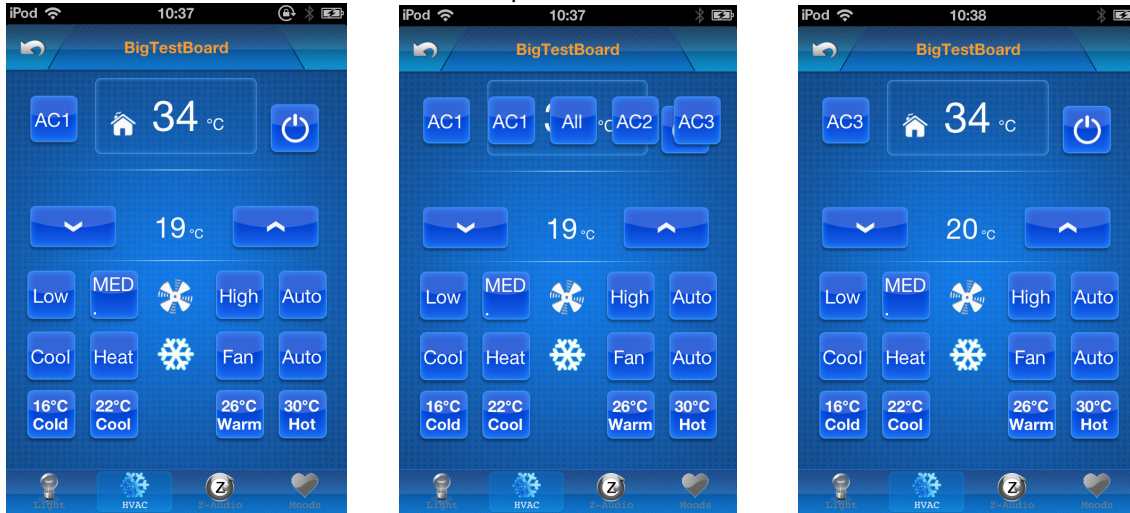 iPod 10:37
BigTestBoard
AC1 34 °C
19 °C
Low MED . High Auto
Cool Heat Fan Auto
16°C Cold 22°C Cool 26°C Warm 30°C Hot
Light HVAC Z Z-Audio Moods
iPod 10:37
BigTestBoard
AC1 AC1 All °C AC2 AC3
19 °C
Low MED . High Auto
Cool Heat Fan Auto
16°C Cold 22°C Cool 26°C Warm 30°C Hot
Light HVAC Z Z-Audio Moods
iPod 10:38
BigTestBoard
AC3 34 °C
20 °C
Low MED . High Auto
Cool Heat Fan Auto
16°C Cold 22°C Cool 26°C Warm 30°C Hot
Light HVAC Z Z-Audio Moods